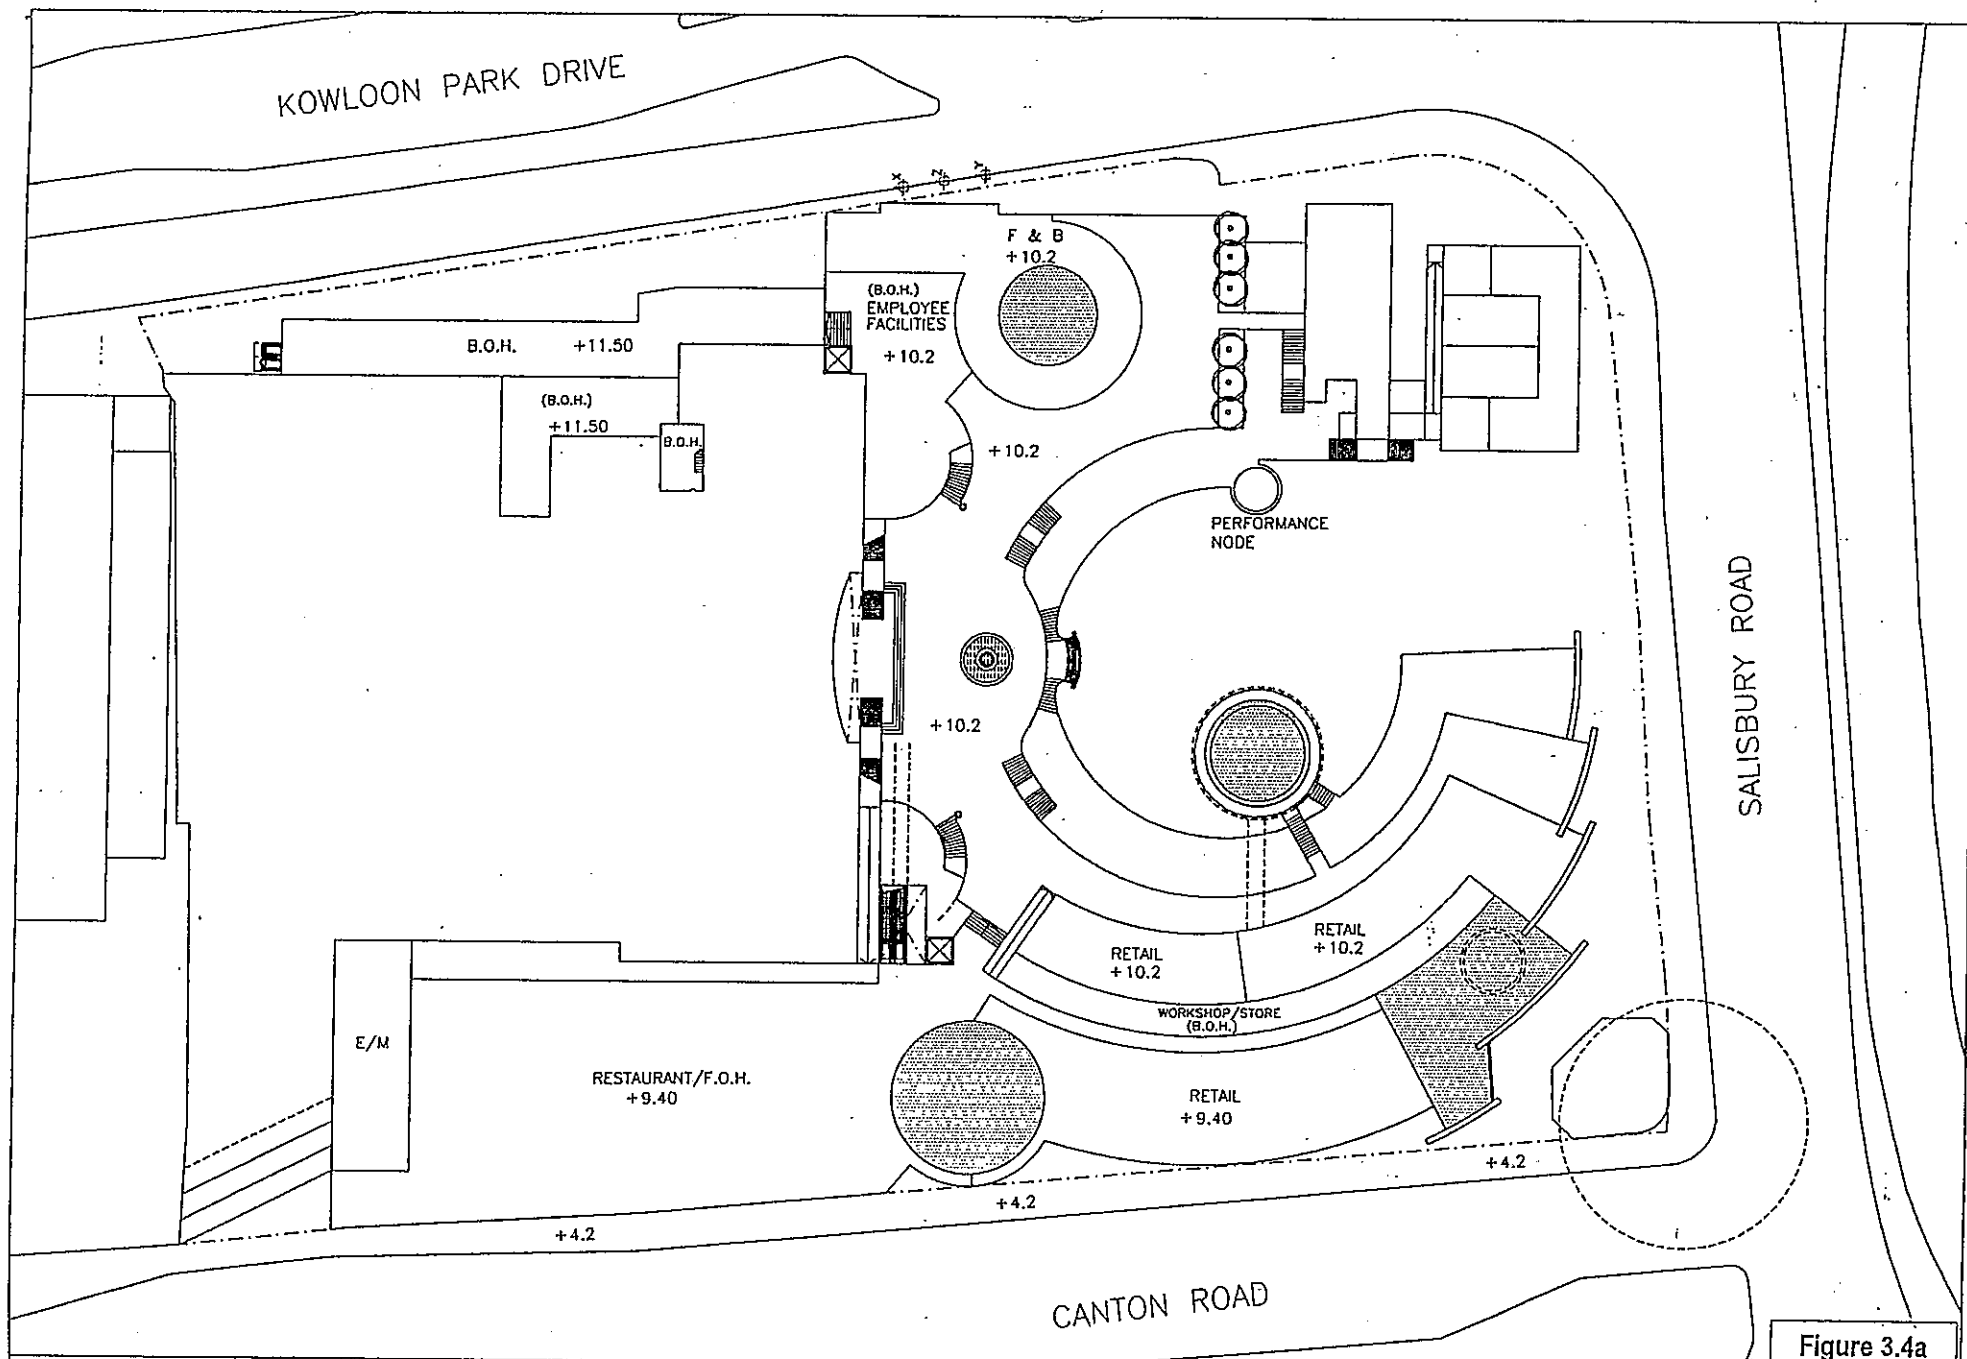 KOWLOON PARK DRIVE
X
Z
Y
F & B
+10.2
(B.O.H.)
EMPLOYEE
FACILITIES
+10.2
B.O.H. +11.50
(B.O.H.)
+11.50
B.O.H.
+10.2
PERFORMANCE
NODE
SALISBURY ROAD
+10.2
RETAIL
+10.2
RETAIL
+10.2
WORKSHOP/STORE
(B.O.H.)
E/M
RESTAURANT/F.O.H.
+9.40
RETAIL
+9.40
+4.2
+4.2
+4.2
CANTON ROAD
Figure 3.4a